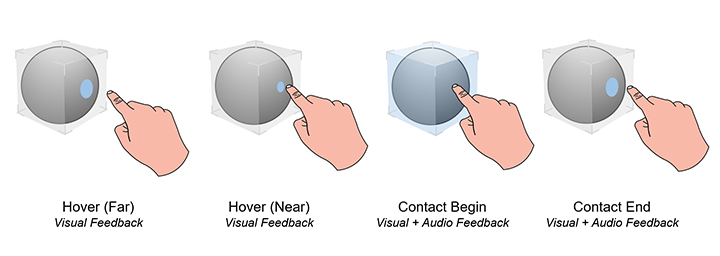 Hover (Far)
Visual Feedback
Hover (Near)
Visual Feedback
Contact Begin
Visual + Audio Feedback
Contact End
Visual + Audio Feedback